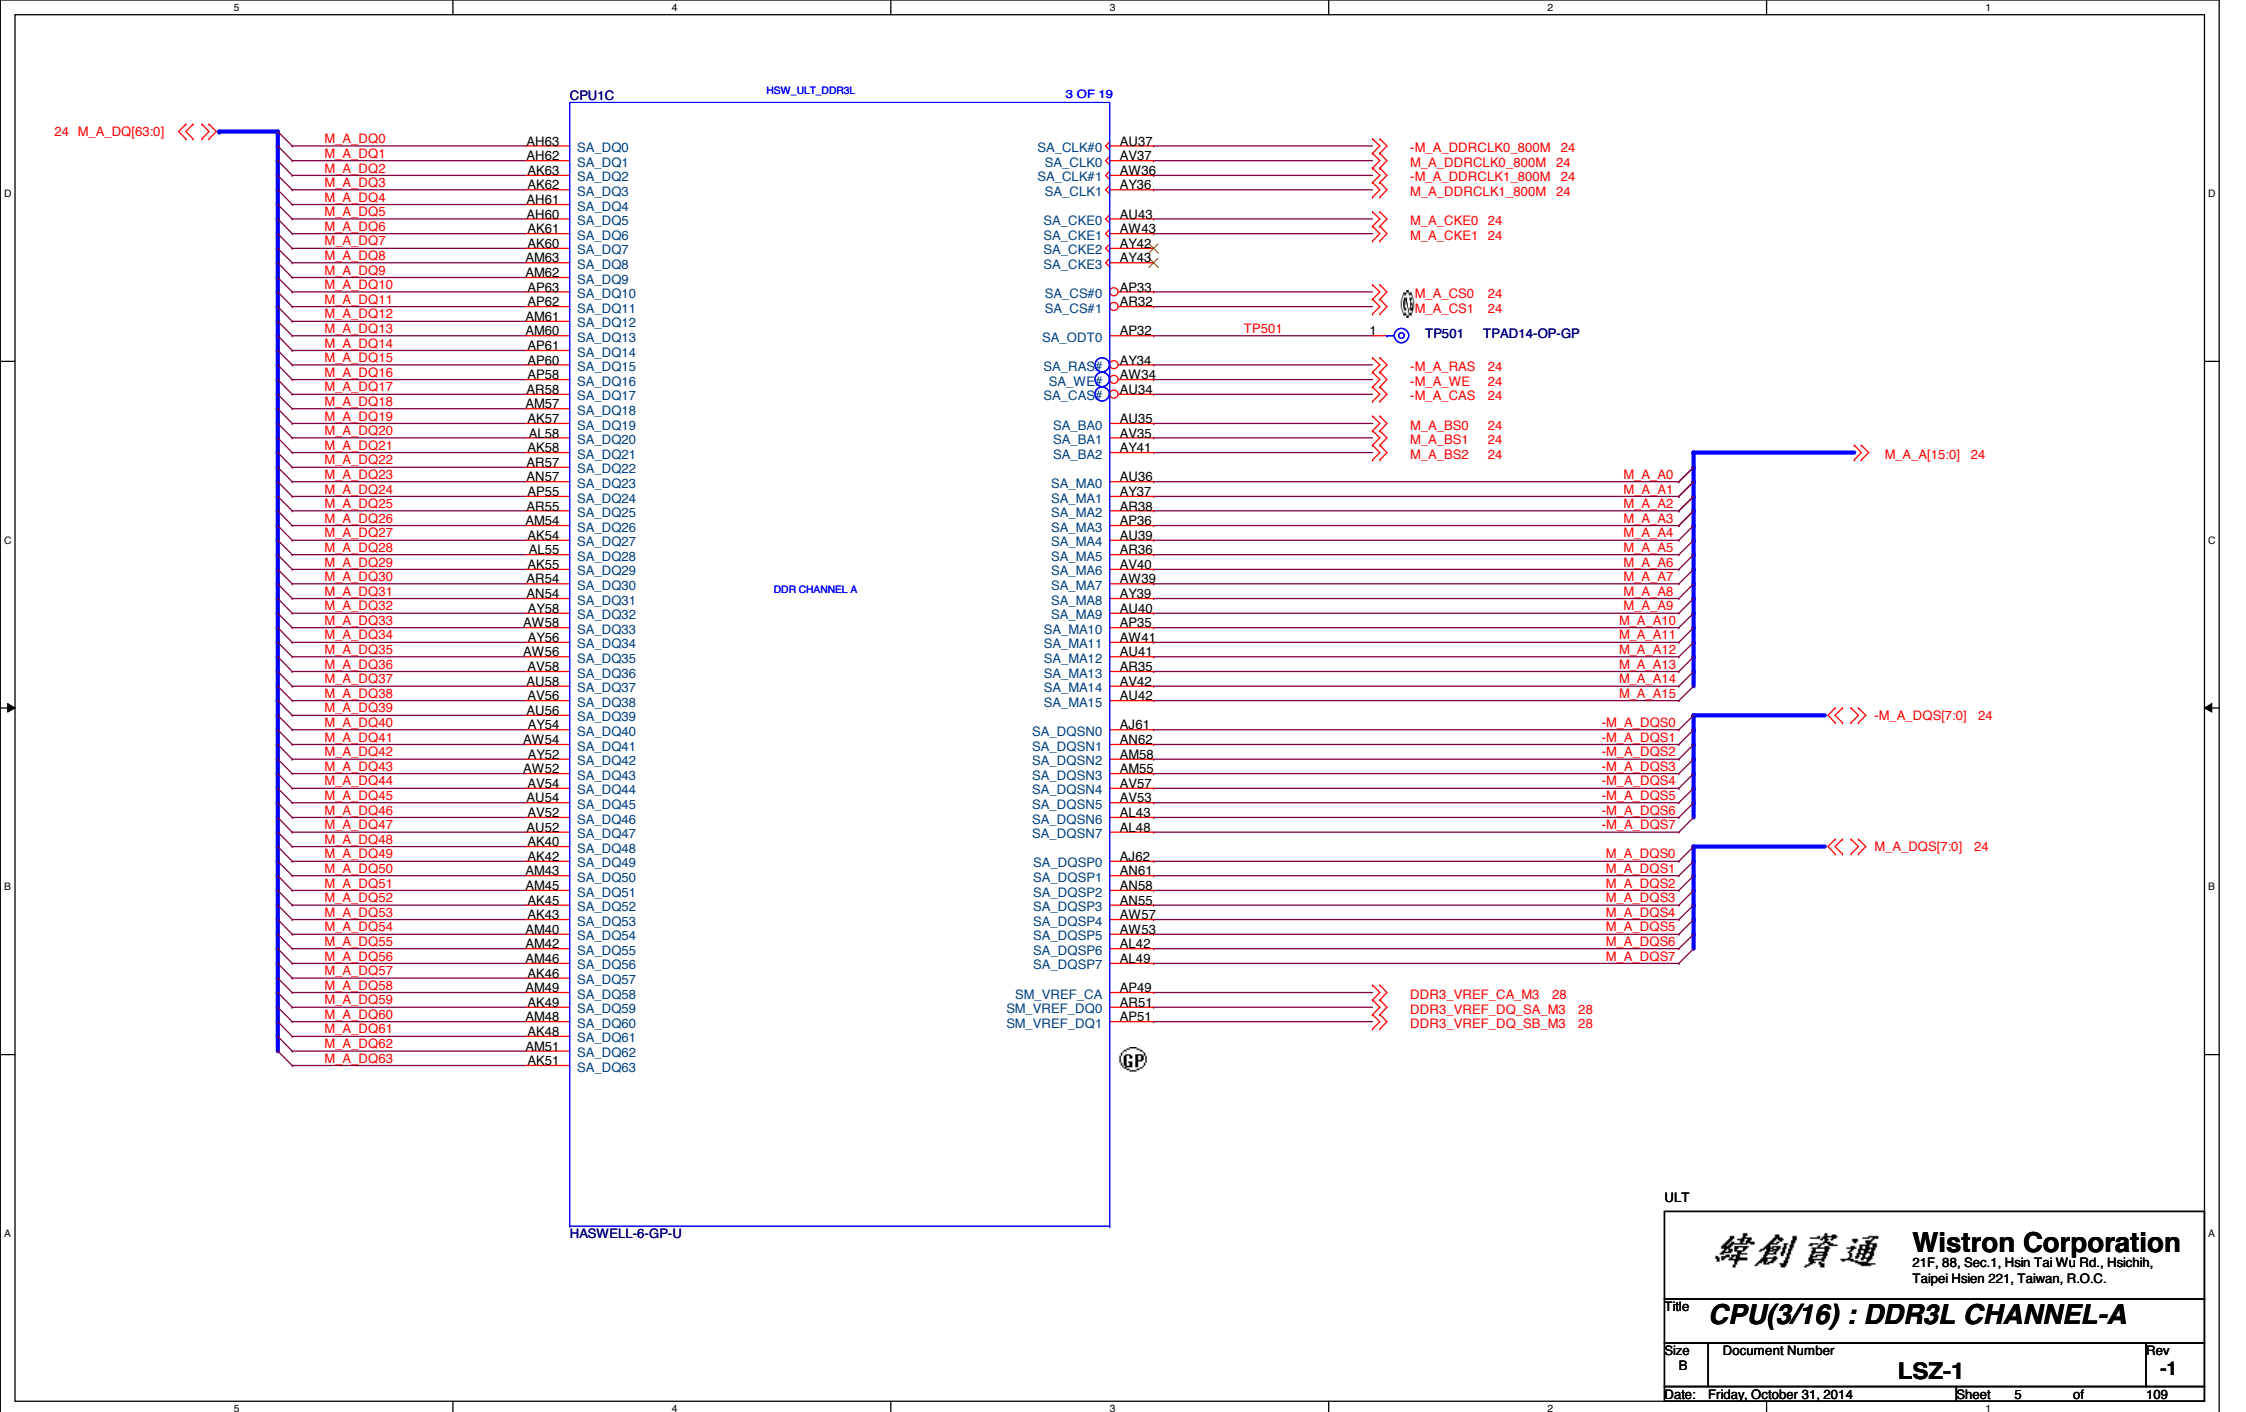 5 4 3 2 1
CPU1C HSW_ULT_DDR3L 3 OF 19
24 M_A_DQ[63:0]
M_A_DQ0 AH63 SA_DQ0
M_A_DQ1 AH62 SA_DQ1
M_A_DQ2 AK63 SA_DQ2
M_A_DQ3 AK62 SA_DQ3
M_A_DQ4 AH61 SA_DQ4
M_A_DQ5 AH60 SA_DQ5
M_A_DQ6 AK61 SA_DQ6
M_A_DQ7 AK60 SA_DQ7
M_A_DQ8 AM63 SA_DQ8
M_A_DQ9 AM62 SA_DQ9
M_A_DQ10 AP63 SA_DQ10
M_A_DQ11 AP62 SA_DQ11
M_A_DQ12 AM61 SA_DQ12
M_A_DQ13 AM60 SA_DQ13
M_A_DQ14 AP61 SA_DQ14
M_A_DQ15 AP60 SA_DQ15
M_A_DQ16 AP58 SA_DQ16
M_A_DQ17 AR58 SA_DQ17
M_A_DQ18 AM57 SA_DQ18
M_A_DQ19 AK57 SA_DQ19
M_A_DQ20 AL58 SA_DQ20
M_A_DQ21 AK58 SA_DQ21
M_A_DQ22 AR57 SA_DQ22
M_A_DQ23 AN57 SA_DQ23
M_A_DQ24 AP55 SA_DQ24
M_A_DQ25 AR55 SA_DQ25
M_A_DQ26 AM54 SA_DQ26
M_A_DQ27 AK54 SA_DQ27
M_A_DQ28 AL55 SA_DQ28
M_A_DQ29 AK55 SA_DQ29
M_A_DQ30 AR54 SA_DQ30
M_A_DQ31 AN54 SA_DQ31
M_A_DQ32 AY58 SA_DQ32
M_A_DQ33 AW58 SA_DQ33
M_A_DQ34 AY56 SA_DQ34
M_A_DQ35 AW56 SA_DQ35
M_A_DQ36 AV58 SA_DQ36
M_A_DQ37 AU58 SA_DQ37
M_A_DQ38 AV56 SA_DQ38
M_A_DQ39 AU56 SA_DQ39
M_A_DQ40 AY54 SA_DQ40
M_A_DQ41 AW54 SA_DQ41
M_A_DQ42 AY52 SA_DQ42
M_A_DQ43 AW52 SA_DQ43
M_A_DQ44 AV54 SA_DQ44
M_A_DQ45 AU54 SA_DQ45
M_A_DQ46 AV52 SA_DQ46
M_A_DQ47 AU52 SA_DQ47
M_A_DQ48 AK40 SA_DQ48
M_A_DQ49 AK42 SA_DQ49
M_A_DQ50 AM43 SA_DQ50
M_A_DQ51 AM45 SA_DQ51
M_A_DQ52 AK45 SA_DQ52
M_A_DQ53 AK43 SA_DQ53
M_A_DQ54 AM40 SA_DQ54
M_A_DQ55 AM42 SA_DQ55
M_A_DQ56 AM46 SA_DQ56
M_A_DQ57 AK46 SA_DQ57
M_A_DQ58 AM49 SA_DQ58
M_A_DQ59 AK49 SA_DQ59
M_A_DQ60 AM48 SA_DQ60
M_A_DQ61 AK48 SA_DQ61
M_A_DQ62 AM51 SA_DQ62
M_A_DQ63 AK51 SA_DQ63
DDR CHANNEL A
SA_CLK#0 AU37 -M_A_DDRCLK0_800M 24
SA_CLK0 AV37 M_A_DDRCLK0_800M 24
SA_CLK#1 AW36 -M_A_DDRCLK1_800M 24
SA_CLK1 AY36 M_A_DDRCLK1_800M 24
SA_CKE0 AU43 M_A_CKE0 24
SA_CKE1 AW43 M_A_CKE1 24
SA_CKE2 AY42
SA_CKE3 AY43
SA_CS#0 AP33 M_A_CS0 24
SA_CS#1 AR32 M_A_CS1 24
SA_ODT0 AP32 TP501 1 TP501 TPAD14-OP-GP
SA_RAS# AY34 -M_A_RAS 24
SA_WE# AW34 -M_A_WE 24
SA_CAS# AU34 -M_A_CAS 24
SA_BA0 AU35 M_A_BS0 24
SA_BA1 AV35 M_A_BS1 24
SA_BA2 AY41 M_A_BS2 24
M_A_A[15:0] 24
SA_MA0 AU36 M_A_A0
SA_MA1 AY37 M_A_A1
SA_MA2 AR38 M_A_A2
SA_MA3 AP36 M_A_A3
SA_MA4 AU39 M_A_A4
SA_MA5 AR36 M_A_A5
SA_MA6 AV40 M_A_A6
SA_MA7 AW39 M_A_A7
SA_MA8 AY39 M_A_A8
SA_MA9 AU40 M_A_A9
SA_MA10 AP35 M_A_A10
SA_MA11 AW41 M_A_A11
SA_MA12 AU41 M_A_A12
SA_MA13 AR35 M_A_A13
SA_MA14 AV42 M_A_A14
SA_MA15 AU42 M_A_A15
-M_A_DQS[7:0] 24
SA_DQSN0 AJ61 -M_A_DQS0
SA_DQSN1 AN62 -M_A_DQS1
SA_DQSN2 AM58 -M_A_DQS2
SA_DQSN3 AM55 -M_A_DQS3
SA_DQSN4 AV57 -M_A_DQS4
SA_DQSN5 AV53 -M_A_DQS5
SA_DQSN6 AL43 -M_A_DQS6
SA_DQSN7 AL48 -M_A_DQS7
M_A_DQS[7:0] 24
SA_DQSP0 AJ62 M_A_DQS0
SA_DQSP1 AN61 M_A_DQS1
SA_DQSP2 AN58 M_A_DQS2
SA_DQSP3 AN55 M_A_DQS3
SA_DQSP4 AW57 M_A_DQS4
SA_DQSP5 AW53 M_A_DQS5
SA_DQSP6 AL42 M_A_DQS6
SA_DQSP7 AL49 M_A_DQS7
SM_VREF_CA AP49 DDR3_VREF_CA_M3 28
SM_VREF_DQ0 AR51 DDR3_VREF_DQ_SA_M3 28
SM_VREF_DQ1 AP51 DDR3_VREF_DQ_SB_M3 28
GP
HASWELL-6-GP-U
D D
C C
B B
A A
ULT
緯創資通 Wistron Corporation
21F, 88, Sec.1, Hsin Tai Wu Rd., Hsichih,
Taipei Hsien 221, Taiwan, R.O.C.
Title CPU(3/16) : DDR3L CHANNEL-A
Size Document Number Rev
B LSZ-1 -1
Date: Friday, October 31, 2014 Sheet 5 of 109
5 4 3 2 1